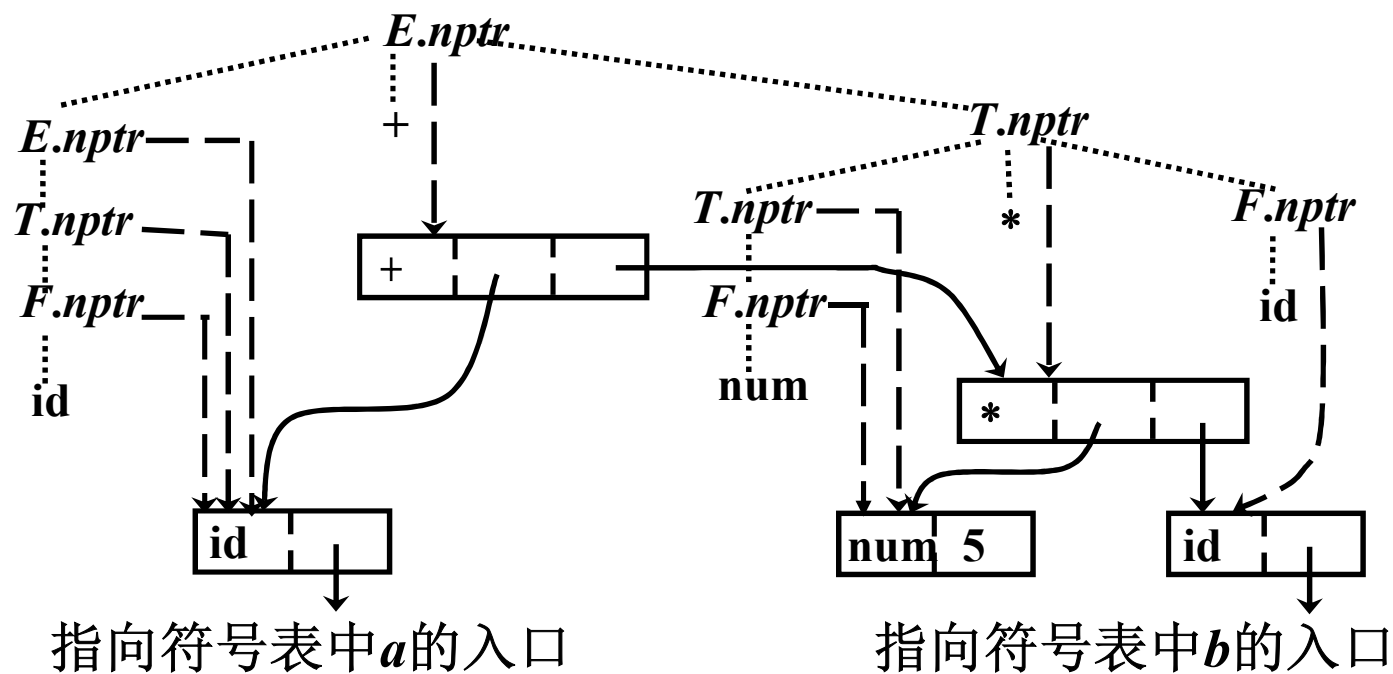 E.nptr
+
T.nptr
E.nptr
T.nptr
*
F.nptr
T.nptr
+
F.nptr
F.nptr
id
id
num
*
id
num 5
id
指向符号表中a的入口
指向符号表中b的入口